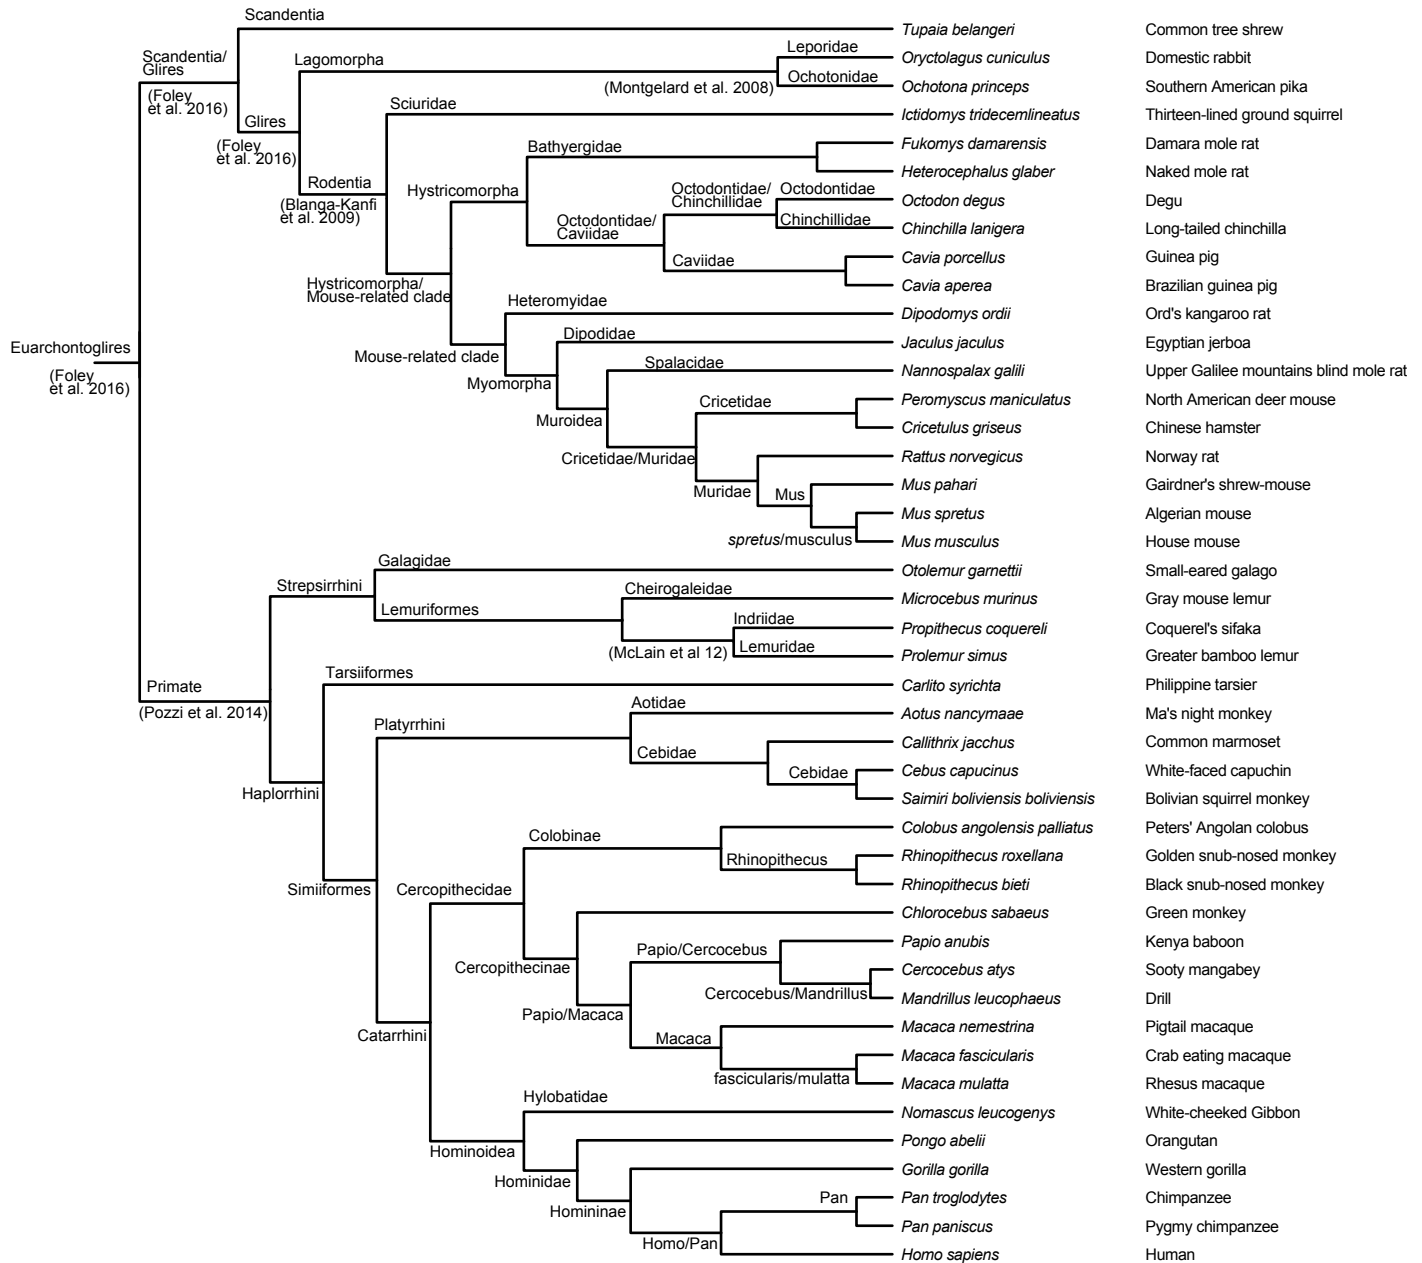 Scandentia
Tupaia belangeri Common tree shrew
Scandentia/
Glires
(Foley
et al. 2016)
Lagomorpha
Leporidae
Oryctolagus cuniculus Domestic rabbit
Ochotonidae
(Montgelard et al. 2008)
Ochotona princeps Southern American pika
Glires
(Foley
et al. 2016)
Sciuridae
Ictidomys tridecemlineatus Thirteen-lined ground squirrel
Rodentia
(Blanga-Kanfi
et al. 2009)
Bathyergidae
Fukomys damarensis Damara mole rat
Heterocephalus glaber Naked mole rat
Hystricomorpha
Octodontidae/
Chinchillidae
Octodontidae
Octodon degus Degu
Chinchillidae
Chinchilla lanigera Long-tailed chinchilla
Octodontidae/
Caviidae
Caviidae
Cavia porcellus Guinea pig
Cavia aperea Brazilian guinea pig
Hystricomorpha/
Mouse-related clade
Heteromyidae
Dipodomys ordii Ord's kangaroo rat
Mouse-related clade
Dipodidae
Jaculus jaculus Egyptian jerboa
Myomorpha
Spalacidae
Nannospalax galili Upper Galilee mountains blind mole rat
Muroidea
Cricetidae
Peromyscus maniculatus North American deer mouse
Cricetulus griseus Chinese hamster
Cricetidae/Muridae
Rattus norvegicus Norway rat
Muridae
Mus
Mus pahari Gairdner's shrew-mouse
Mus spretus Algerian mouse
spretus/musculus
Mus musculus House mouse
Euarchontoglires
(Foley
et al. 2016)
Galagidae
Otolemur garnettii Small-eared galago
Strepsirrhini
Cheirogaleidae
Microcebus murinus Gray mouse lemur
Lemuriformes
Indriidae
Propithecus coquereli Coquerel's sifaka
Lemuridae
(McLain et al 12)
Prolemur simus Greater bamboo lemur
Primate
(Pozzi et al. 2014)
Tarsiiformes
Carlito syrichta Philippine tarsier
Aotidae
Aotus nancymaae Ma's night monkey
Platyrrhini
Callithrix jacchus Common marmoset
Cebidae
Cebidae
Cebus capucinus White-faced capuchin
Saimiri boliviensis boliviensis Bolivian squirrel monkey
Haplorrhini
Colobinae
Colobus angolensis palliatus Peters' Angolan colobus
Rhinopithecus
Rhinopithecus roxellana Golden snub-nosed monkey
Rhinopithecus bieti Black snub-nosed monkey
Simiiformes
Cercopithecidae
Chlorocebus sabaeus Green monkey
Papio/Cercocebus
Papio anubis Kenya baboon
Cercopithecinae
Cercocebus atys Sooty mangabey
Cercocebus/Mandrillus
Mandrillus leucophaeus Drill
Papio/Macaca
Macaca nemestrina Pigtail macaque
Catarrhini
Macaca
Macaca fascicularis Crab eating macaque
fascicularis/mulatta
Macaca mulatta Rhesus macaque
Hylobatidae
Nomascus leucogenys White-cheeked Gibbon
Hominoidea
Pongo abelii Orangutan
Hominidae
Gorilla gorilla Western gorilla
Homininae
Pan
Pan troglodytes Chimpanzee
Pan paniscus Pygmy chimpanzee
Homo/Pan
Homo sapiens Human